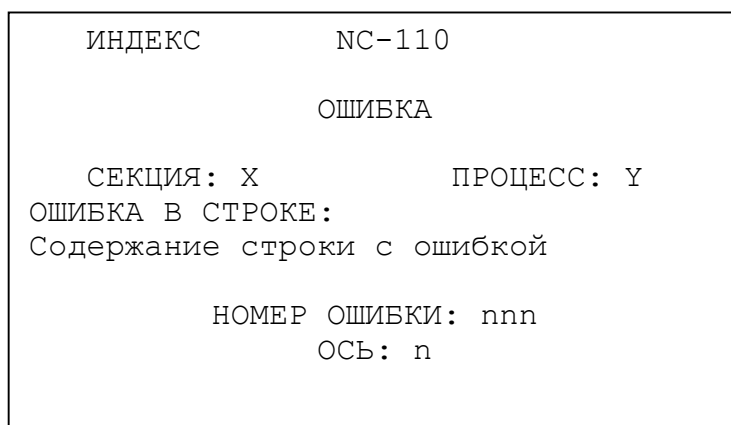 ИНДЕКС NC-110
ОШИБКА
СЕКЦИЯ: X ПРОЦЕСС: Y
ОШИБКА В СТРОКЕ:
Содержание строки с ошибкой
НОМЕР ОШИБКИ: nnn
ОСЬ: n